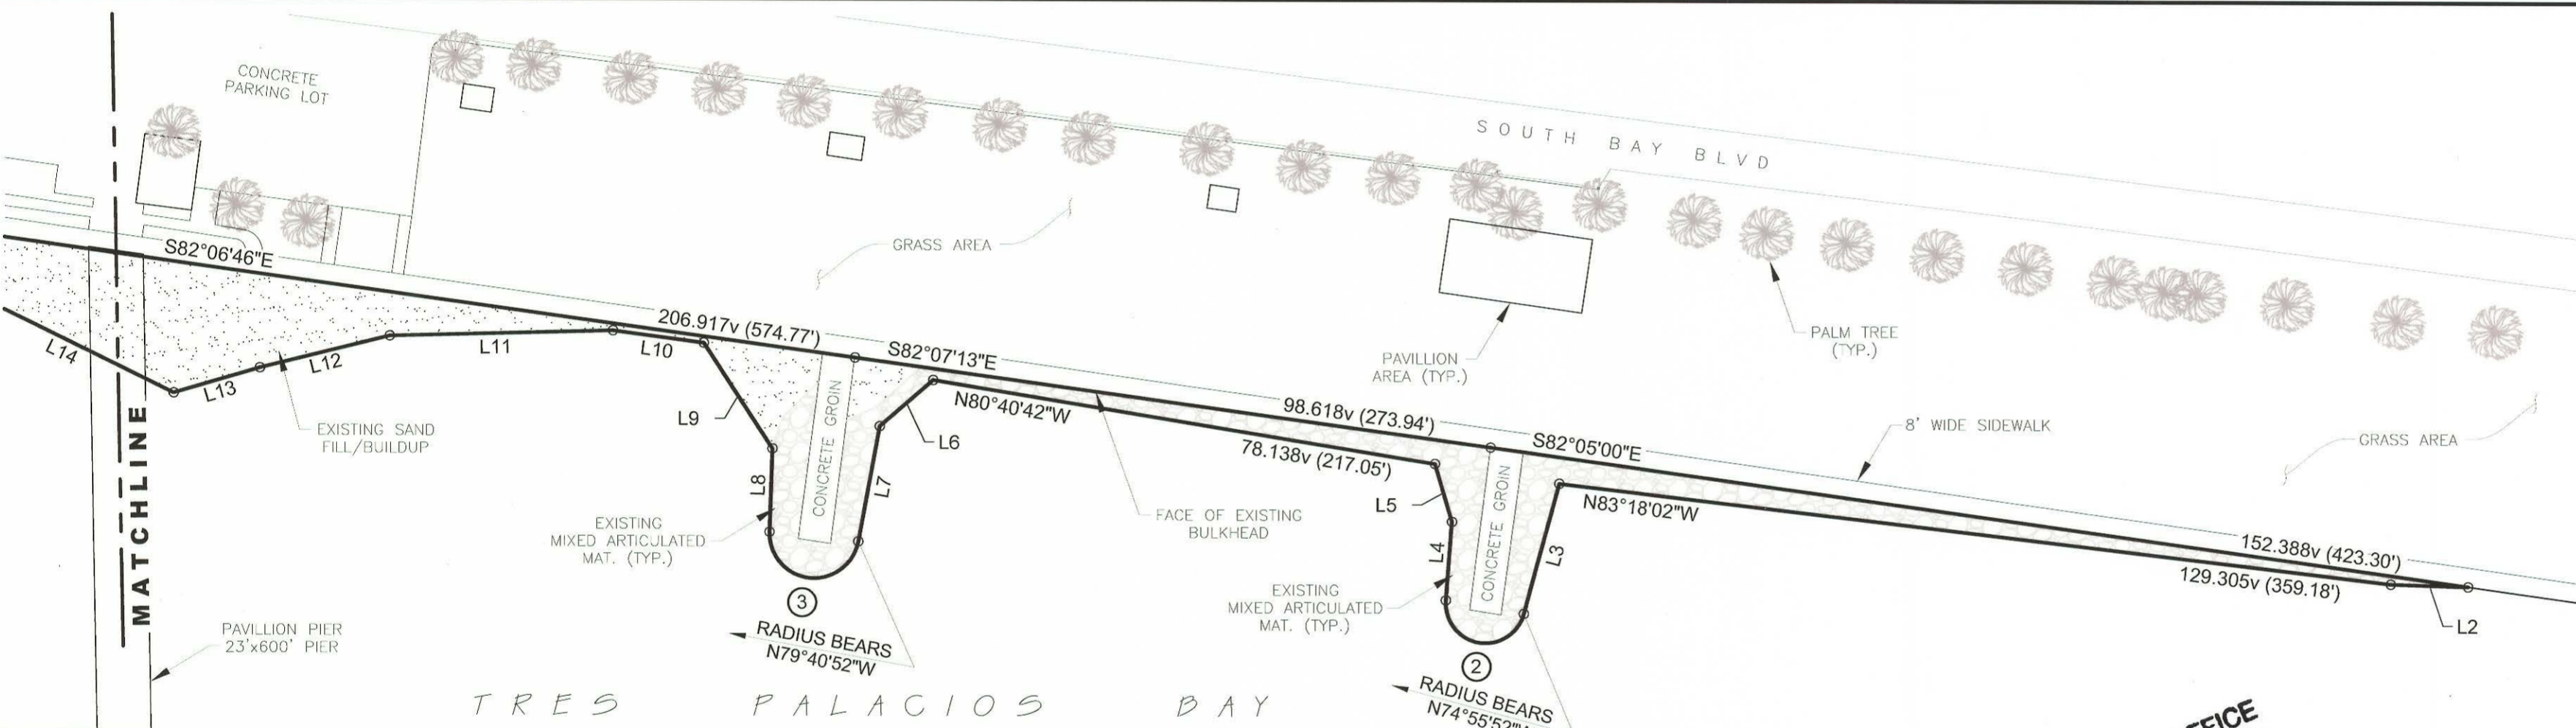 CONCRETE
PARKING LOT
SOUTH BAY BLVD
GRASS AREA
S82°06'46"E
206.917v (574.77')
S82°07'13"E
PAVILLION
AREA (TYP.)
PALM TREE
(TYP.)
L14
L13
L12
L11
L10
L9
N80°40'42"W
L6
98.618v (273.94')
78.138v (217.05')
S82°05'00"E
8' WIDE SIDEWALK
GRASS AREA
EXISTING SAND
FILL/BUILDUP
MATCHLINE
L8
CONCRETE GROIN
L7
L5
CONCRETE GROIN
N83°18'02"W
EXISTING
MIXED ARTICULATED
MAT. (TYP.)
FACE OF EXISTING
BULKHEAD
L4
L3
152.388v (423.30')
129.305v (359.18')
L2
EXISTING
MIXED ARTICULATED
MAT. (TYP.)
PAVILLION PIER
23'x600' PIER
3
RADIUS BEARS
N79°40'52"W
2
RADIUS BEARS
N74°55'52"W
TRES PALACIOS BAY